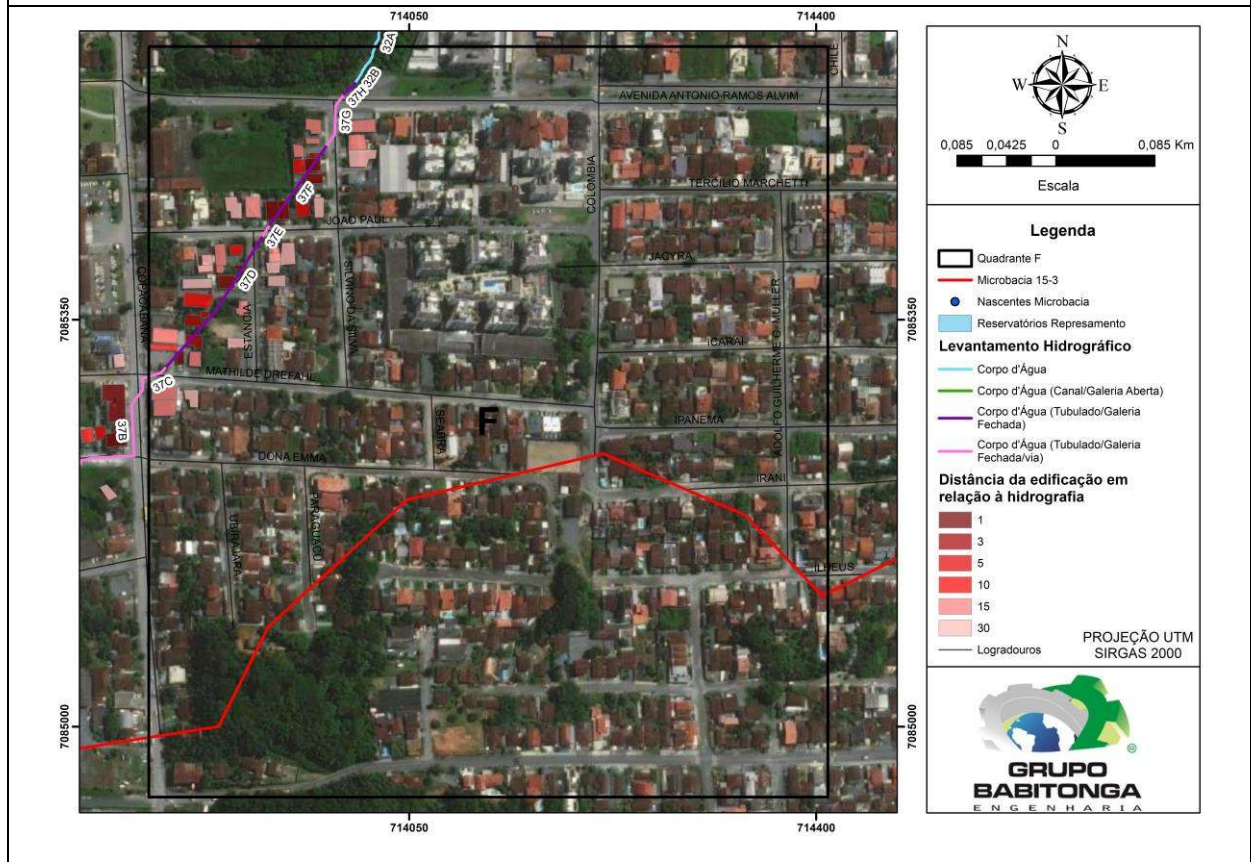 714050
714400
32A
32B
37H
37G
AVENIDA ANTONIO RAMOS ALVIM
CHILE
37F
TERCILIO MARCHETTI
COLOMBIA
JOAO PAUL
37E
JACYRA
37D
COPACABANA
ESTANCIA
SILVINO DA SILVA
ADOLFO GUILHERME O MULLER
7085350
7085350
ICARAI
MATHILDE DREFAHL
37C
SEABRA
F
IPANEMA
37B
DONA EMMA
IRANI
UBIRAJARA
PARAGUACU
ILHEUS
7085000
7085000
714050
714400
N
W
E
S
0,085 0,0425 0 0,085 Km
Escala
Legenda
Quadrante F
Microbacia 15-3
Nascentes Microbacia
Reservatórios Represamento
Levantamento Hidrográfico
Corpo d'Água
Corpo d'Água (Canal/Galeria Aberta)
Corpo d'Água (Tubulado/Galeria
Fechada)
Corpo d'Água (Tubulado/Galeria
Fechada/via)
Distância da edificação em
relação à hidrografia
1
3
5
10
15
30
Logradouros
PROJEÇÃO UTM
SIRGAS 2000
®
GRUPO
BABITONGA
ENGENHARIA